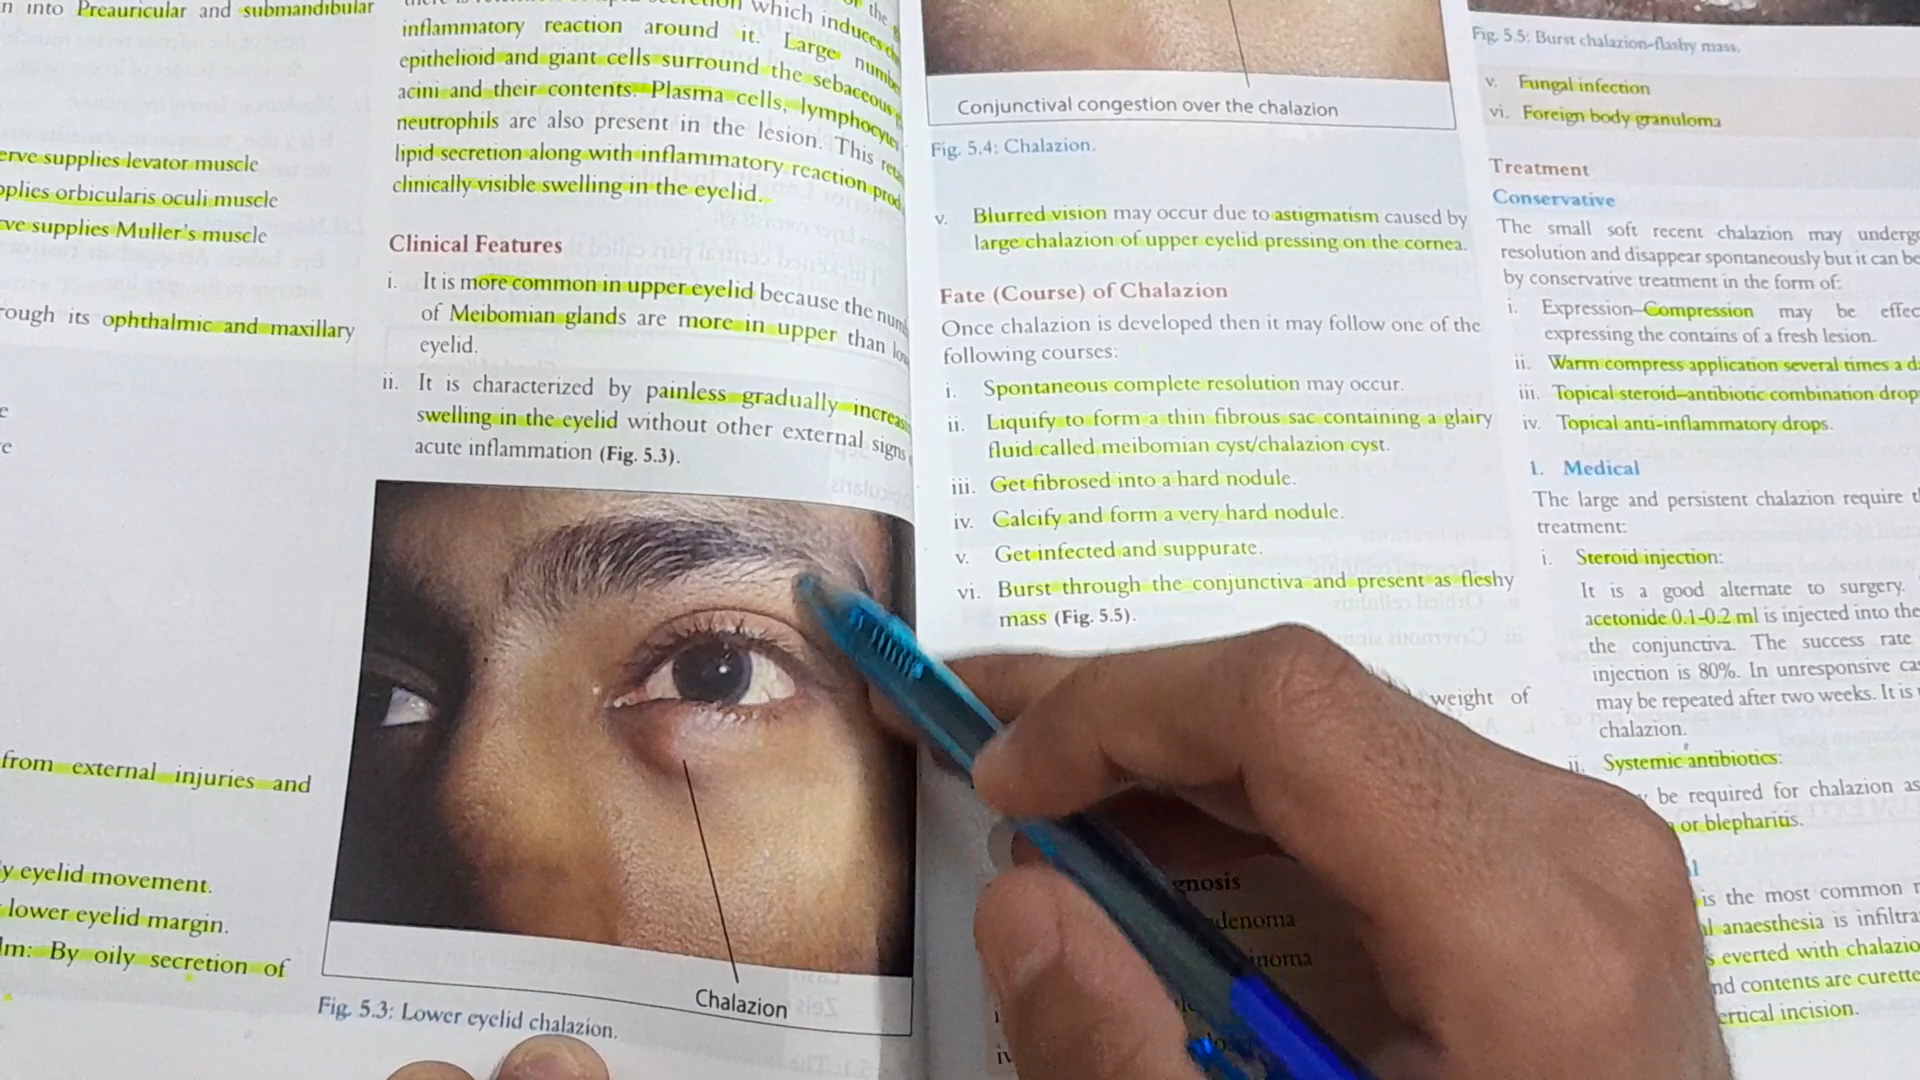 n into Preauricular and submandibular
erve supplies levator muscle
pplies orbicularis oculi muscle
ve supplies Muller's muscle
rough its ophthalmic and maxillary
from external injuries and
y eyelid movement.
lower eyelid margin.
lm: By oily secretion of
which induces
inflammatory reaction around it. Large numbe
epithelioid and giant cells surround the sebaceous
acini and their contents. Plasma cells, lymphocytes
neutrophils are also present in the lesion. This
lipid secretion along with inflammatory reaction prod
clinically visible swelling in the eyelid.
Clinical Features
i. It is more common in upper eyelid because the numb
of Meibomian glands are more in upper than low
eyelid.
ii. It is characterized by painless gradually increasi
swelling in the eyelid without other external signs
acute inflammation (Fig. 5.3).
Chalazion
Fig. 5.3: Lower eyelid chalazion.
Conjunctival congestion over the chalazion
Fig. 5.4: Chalazion.
v. Blurred vision may occur due to astigmatism caused by
large chalazion of upper eyelid pressing on the cornea.
Fate (Course) of Chalazion
Once chalazion is developed then it may follow one of the
following courses:
i. Spontaneous complete resolution may occur.
ii. Liquify to form a thin fibrous sac containing a glairy
fluid called meibomian cyst/chalazion cyst.
iii. Get fibrosed into a hard nodule.
iv. Calcify and form a very hard nodule.
v. Get infected and suppurate.
vi. Burst through the conjunctiva and present as fleshy
mass (Fig. 5.5).
weight of
gnosis
denoma
inoma
iv
Fig. 5.5: Burst chalazion-flashy mass.
v. Fungal infection
vi. Foreign body granuloma
Treatment
Conservative
The small soft recent chalazion may underg
resolution and disappear spontaneously but it can be
by conservative treatment in the form of:
i. Expression–Compression may be effec
expressing the contains of a fresh lesion.
ii. Warm compress application several times a d
iii. Topical steroid–antibiotic combination drop
iv. Topical anti-inflammatory drops.
1. Medical
The large and persistent chalazion require t
treatment:
i. Steroid injection:
It is a good alternate to surgery.
acetonide 0.1-0.2 ml is injected into the
the conjunctiva. The success rate
injection is 80%. In unresponsive cas
may be repeated after two weeks. It is
chalazion.
ii. Systemic antibiotics:
be required for chalazion as
or blepharitis.
is the most common
l anaesthesia is infiltra
s everted with chalazio
nd contents are curette
ertical incision.